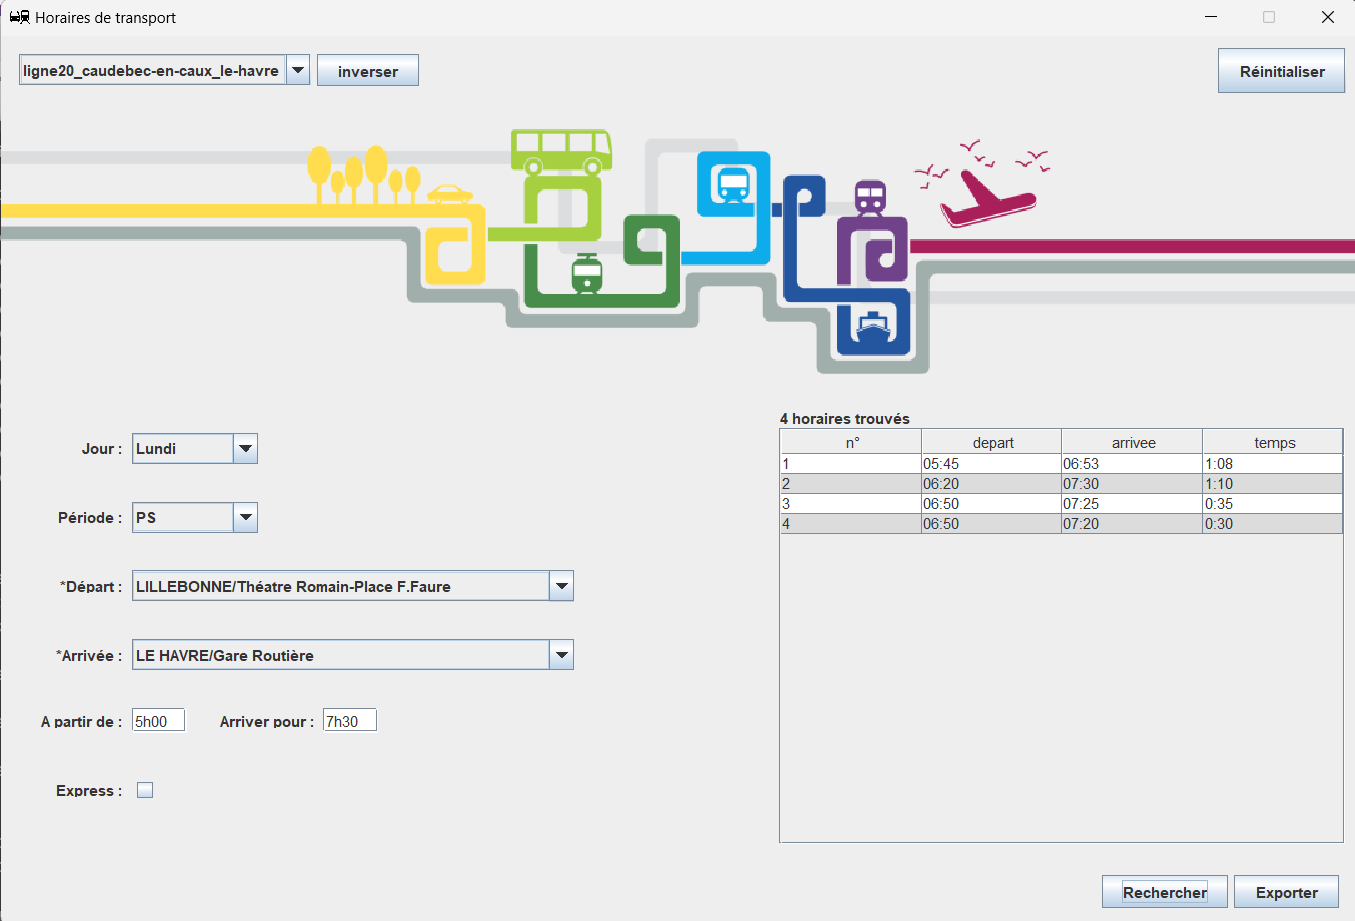 Horaires de transport
ligne20_caudebec-en-caux_le-havre
inverser
Réinitialiser
Jour : Lundi
Période : PS
*Départ : LILLEBONNE/Théatre Romain-Place F.Faure
*Arrivée : LE HAVRE/Gare Routière
A partir de : 5h00 Arriver pour : 7h30
Express :
4 horaires trouvés
n° depart arrivee temps
1 05:45 06:53 1:08
2 06:20 07:30 1:10
3 06:50 07:25 0:35
4 06:50 07:20 0:30
Rechercher
Exporter